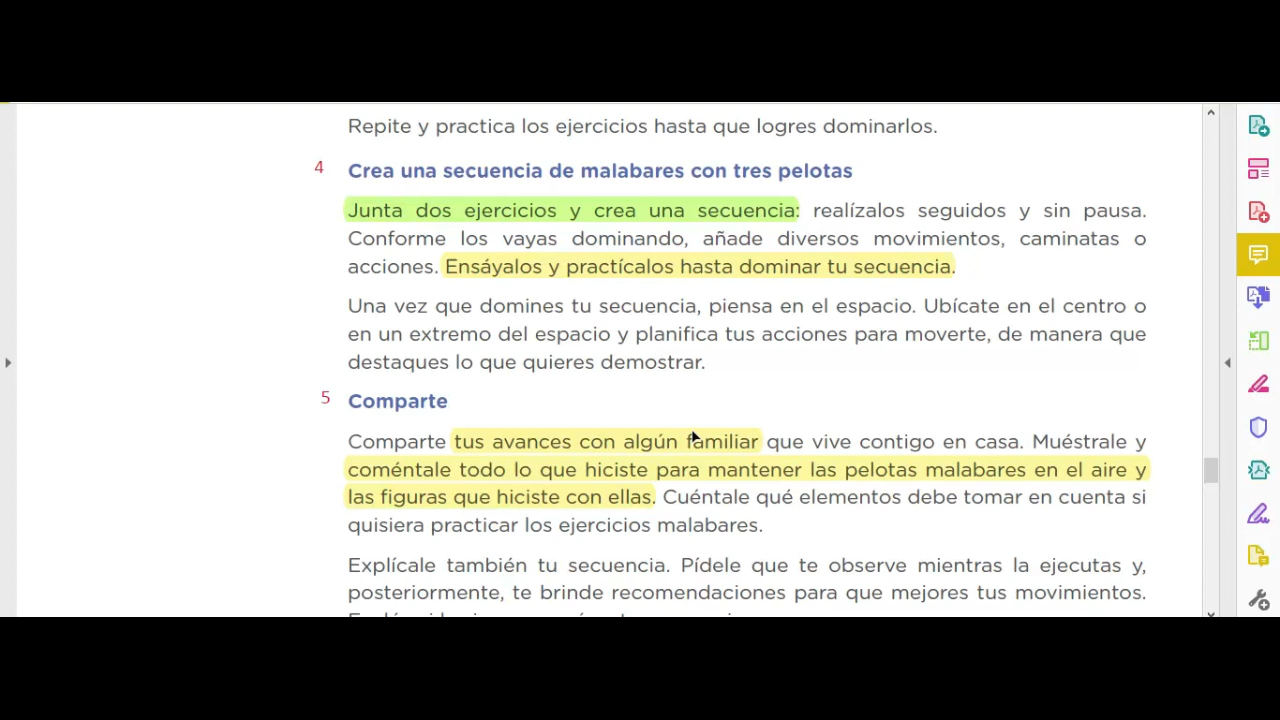 Repite y practica los ejercicios hasta que logres dominarlos.
4 Crea una secuencia de malabares con tres pelotas
Junta dos ejercicios y crea una secuencia: realízalos seguidos y sin pausa.
Conforme los vayas dominando, añade diversos movimientos, caminatas o
acciones. Ensáyalos y practícalos hasta dominar tu secuencia.
Una vez que domines tu secuencia, piensa en el espacio. Ubícate en el centro o
en un extremo del espacio y planifica tus acciones para moverte, de manera que
destaques lo que quieres demostrar.
5 Comparte
Comparte tus avances con algún familiar que vive contigo en casa. Muéstrale y
coméntale todo lo que hiciste para mantener las pelotas malabares en el aire y
las figuras que hiciste con ellas. Cuéntale qué elementos debe tomar en cuenta si
quisiera practicar los ejercicios malabares.
Explícale también tu secuencia. Pídele que te observe mientras la ejecutas y,
posteriormente, te brinde recomendaciones para que mejores tus movimientos.